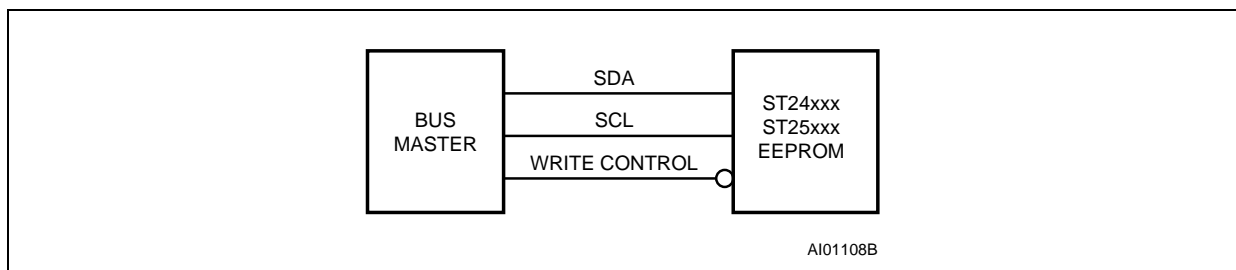 SDA
BUS
MASTER
SCL
WRITE CONTROL
ST24xxx
ST25xxx
EEPROM
AI01108B